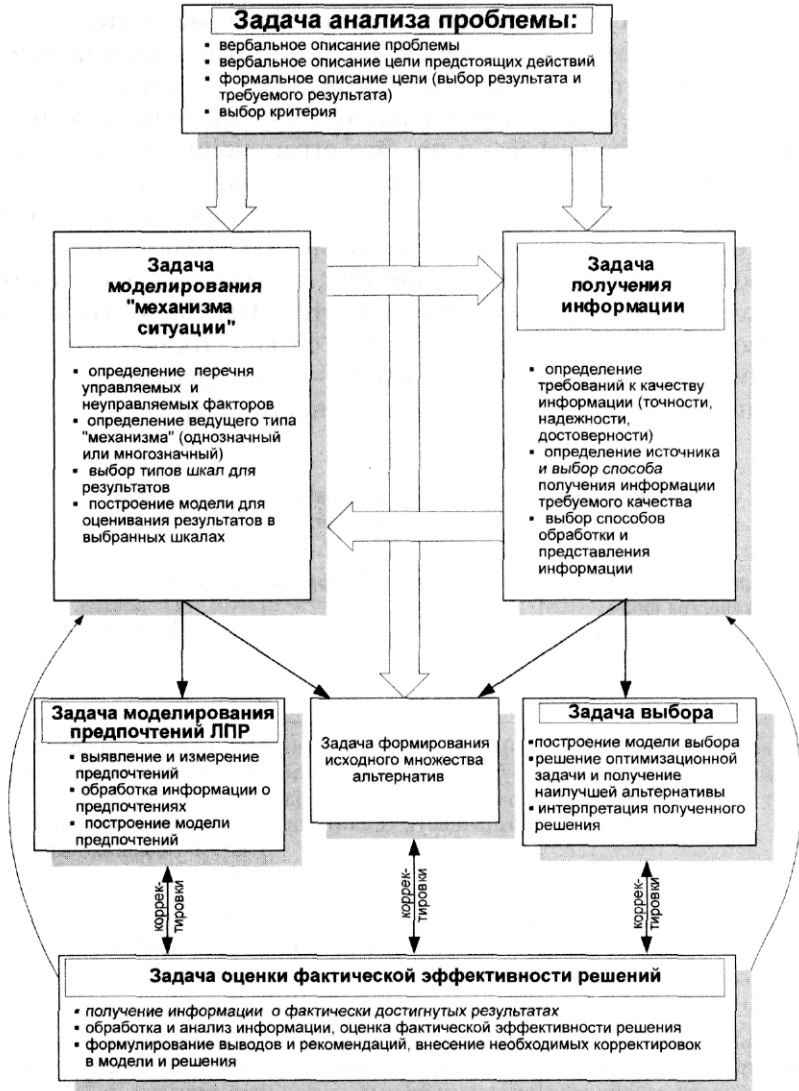 Задача анализа проблемы:
▪ вербальное описание проблемы
▪ вербальное описание цели предстоящих действий
▪ формальное описание цели (выбор результата и
требуемого результата)
▪ выбор критерия
Задача
моделирования
"механизма
ситуации"
▪ определение перечня
управляемых и
неуправляемых факторов
▪ определение ведущего типа
"механизма" (однозначный
или многозначный)
▪ выбор типов шкал для
результатов
▪ построение модели для
оценивания результатов в
выбранных шкалах
Задача
получения
информации
▪ определение
требований к качеству
информации (точности,
надежности,
достоверности)
▪ определение источника
и выбор способа
получения информации
требуемого качества
▪ выбор способов
обработки и
представления
информации
Задача моделирования
предпочтений ЛПР
▪ выявление и измерение
предпочтений
▪ обработка информации о
предпочтениях
▪ построение модели
предпочтений
Задача формирования
исходного множества
альтернатив
Задача выбора
▪построение модели выбора
▪решение оптимизационной
задачи и получение
наилучшей альтернативы
▪интерпретация полученного
решения
коррек-
тировки
коррек-
тировки
коррек-
тировки
Задача оценки фактической эффективности решений
▪ получение информации о фактически достигнутых результатах
▪ обработка и анализ информации, оценка фактической эффективности решения
▪ формулирование выводов и рекомендаций, внесение необходимых корректировок
в модели и решения